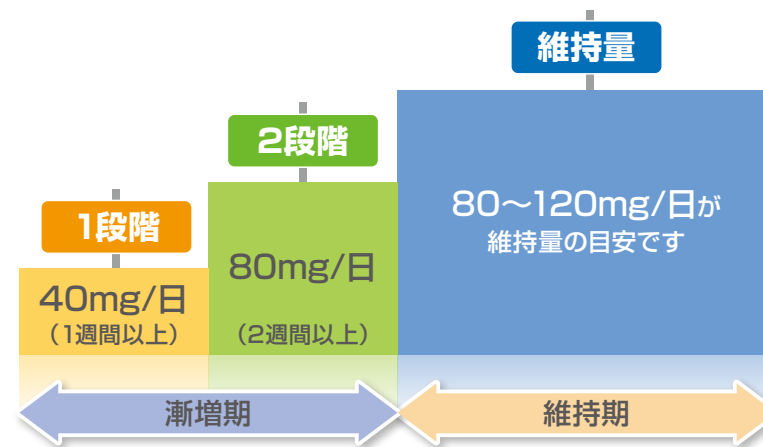 1段階
40mg/日
（1週間以上）
2段階
80mg/日
（2週間以上）
維持量
80〜120mg/日が
維持量の目安です
漸増期
維持期